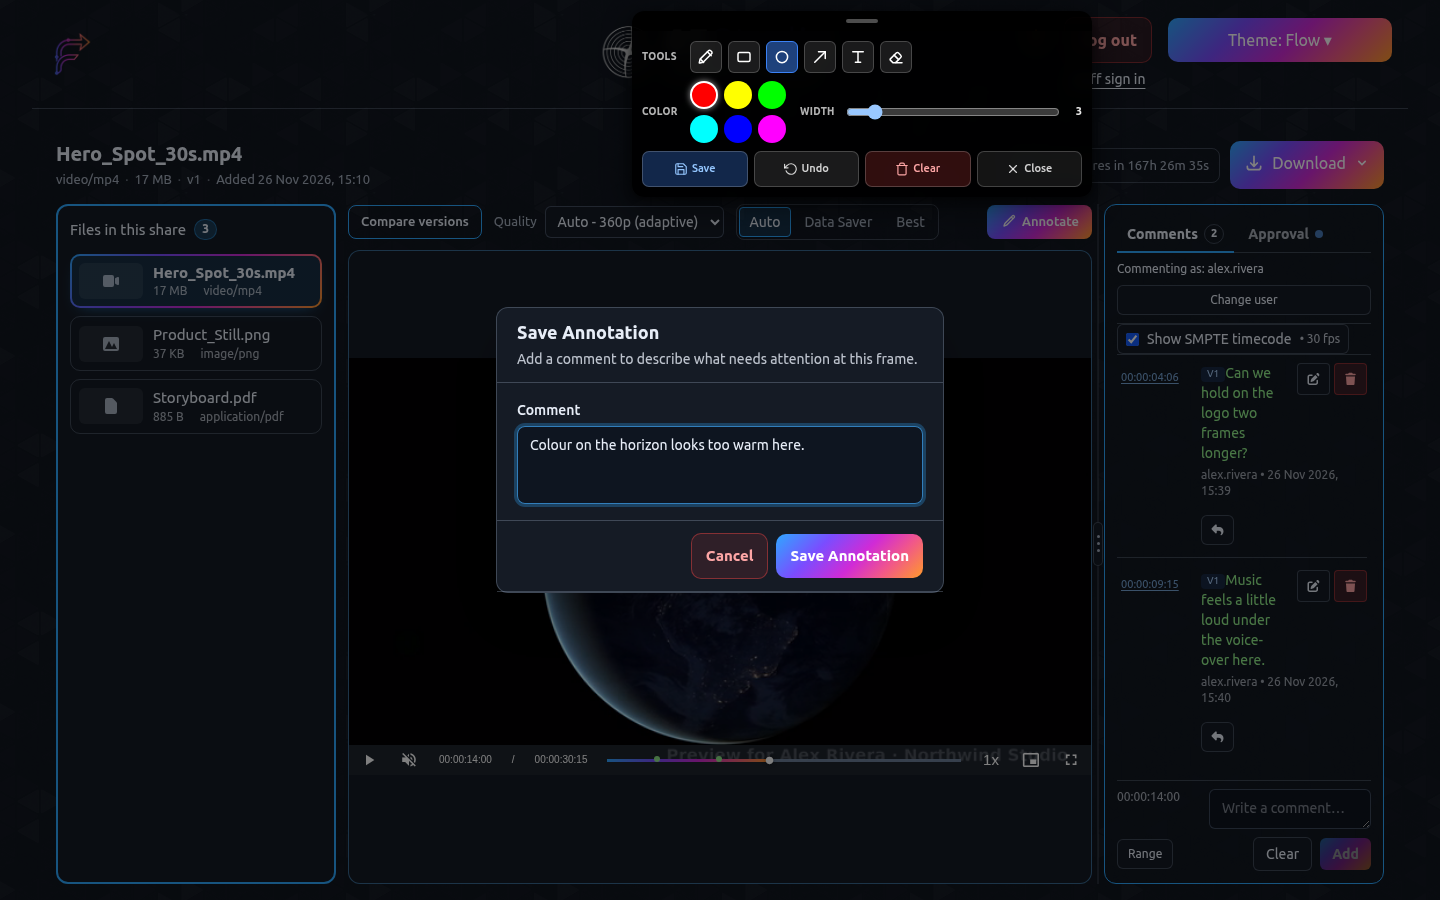 TOOLS
COLOR
WIDTH
3
Save
Undo
Clear
Close
og out
Theme: Flow ▾
ff sign in
Hero_Spot_30s.mp4
video/mp4 · 17 MB · v1 · Added 26 Nov 2026, 15:10
res in 167h 26m 35s
Download
Files in this share 3
Hero_Spot_30s.mp4
17 MB video/mp4
Product_Still.png
37 KB image/png
Storyboard.pdf
885 B application/pdf
Compare versions
Quality
Auto - 360p (adaptive)
Auto
Data Saver
Best
Annotate
Save Annotation
Add a comment to describe what needs attention at this frame.
Comment
Colour on the horizon looks too warm here.
Cancel
Save Annotation
Preview for Alex Rivera · Northwind Studio
00:00:14:00 / 00:00:30:15
1x
Comments 2
Approval
Commenting as: alex.rivera
Change user
Show SMPTE timecode • 30 fps
00:00:04:06
V1 Can we
hold on the
logo two
frames
longer?
alex.rivera • 26 Nov 2026,
15:39
00:00:09:15
V1 Music
feels a little
loud under
the voice-
over here.
alex.rivera • 26 Nov 2026,
15:40
00:00:14:00
Write a comment...
Range
Clear
Add